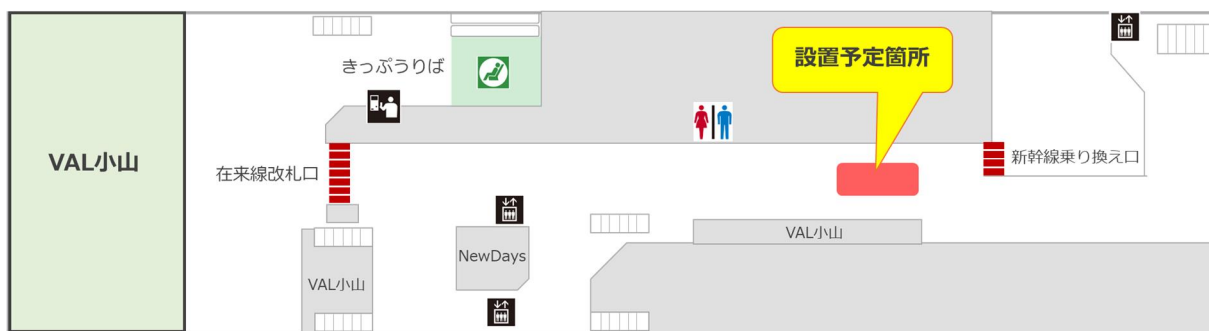 設置予定箇所
きっぷうりば
VAL小山
在来線改札口
新幹線乗り換え口
VAL小山
NewDays
VAL小山